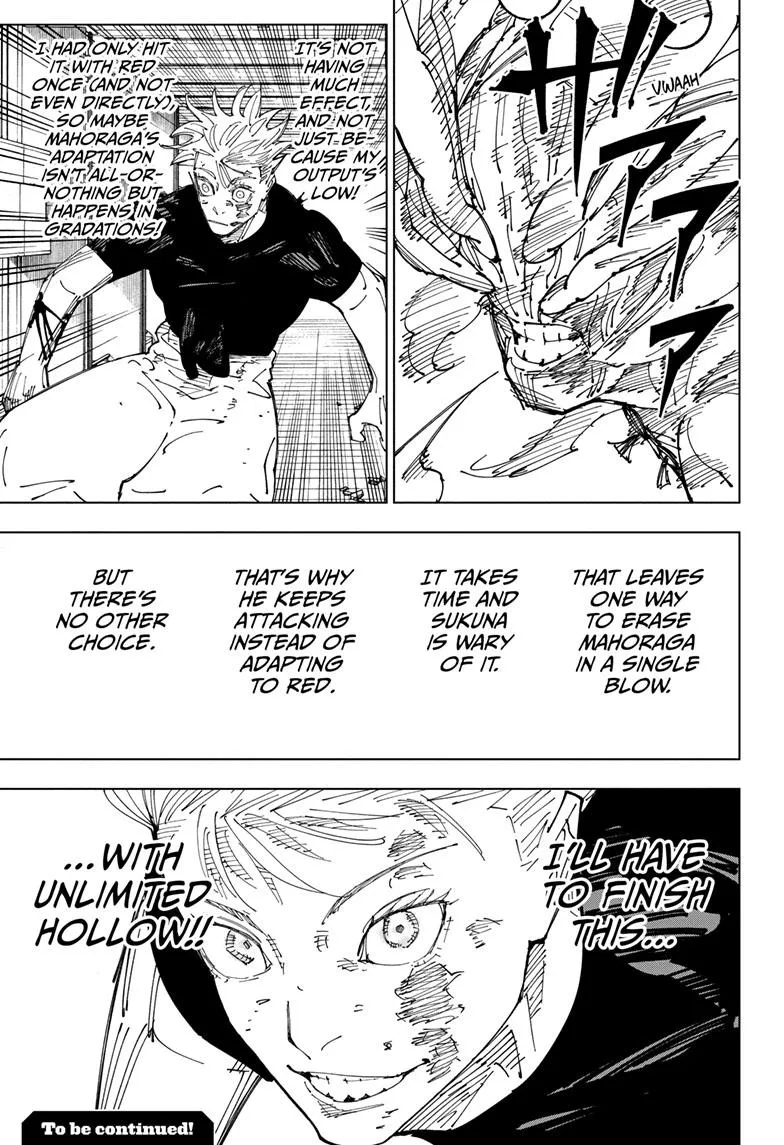 ザ
ア
ア
ア
VWAAH
IT'S NOT
HAVING
MUCH
EFFECT,
AND NOT
JUST BE-
CAUSE MY
OUTPUT'S
LOW!
I HAD ONLY HIT
IT WITH RED
ONCE (AND NOT
EVEN DIRECTLY),
SO MAYBE
MAHORAGA'S
ADAPTATION
ISN'T ALL-OR-
NOTHING BUT
HAPPENS IN
GRADATIONS!
THAT LEAVES
ONE WAY
TO ERASE
MAHORAGA
IN A SINGLE
BLOW.
IT TAKES
TIME AND
SUKUNA
IS WARY
OF IT.
THAT'S WHY
HE KEEPS
ATTACKING
INSTEAD OF
ADAPTING
TO RED.
BUT
THERE'S
NO OTHER
CHOICE.
I'LL HAVE
TO FINISH
THIS...
...WITH
UNLIMITED
HOLLOW!!
To be continued!